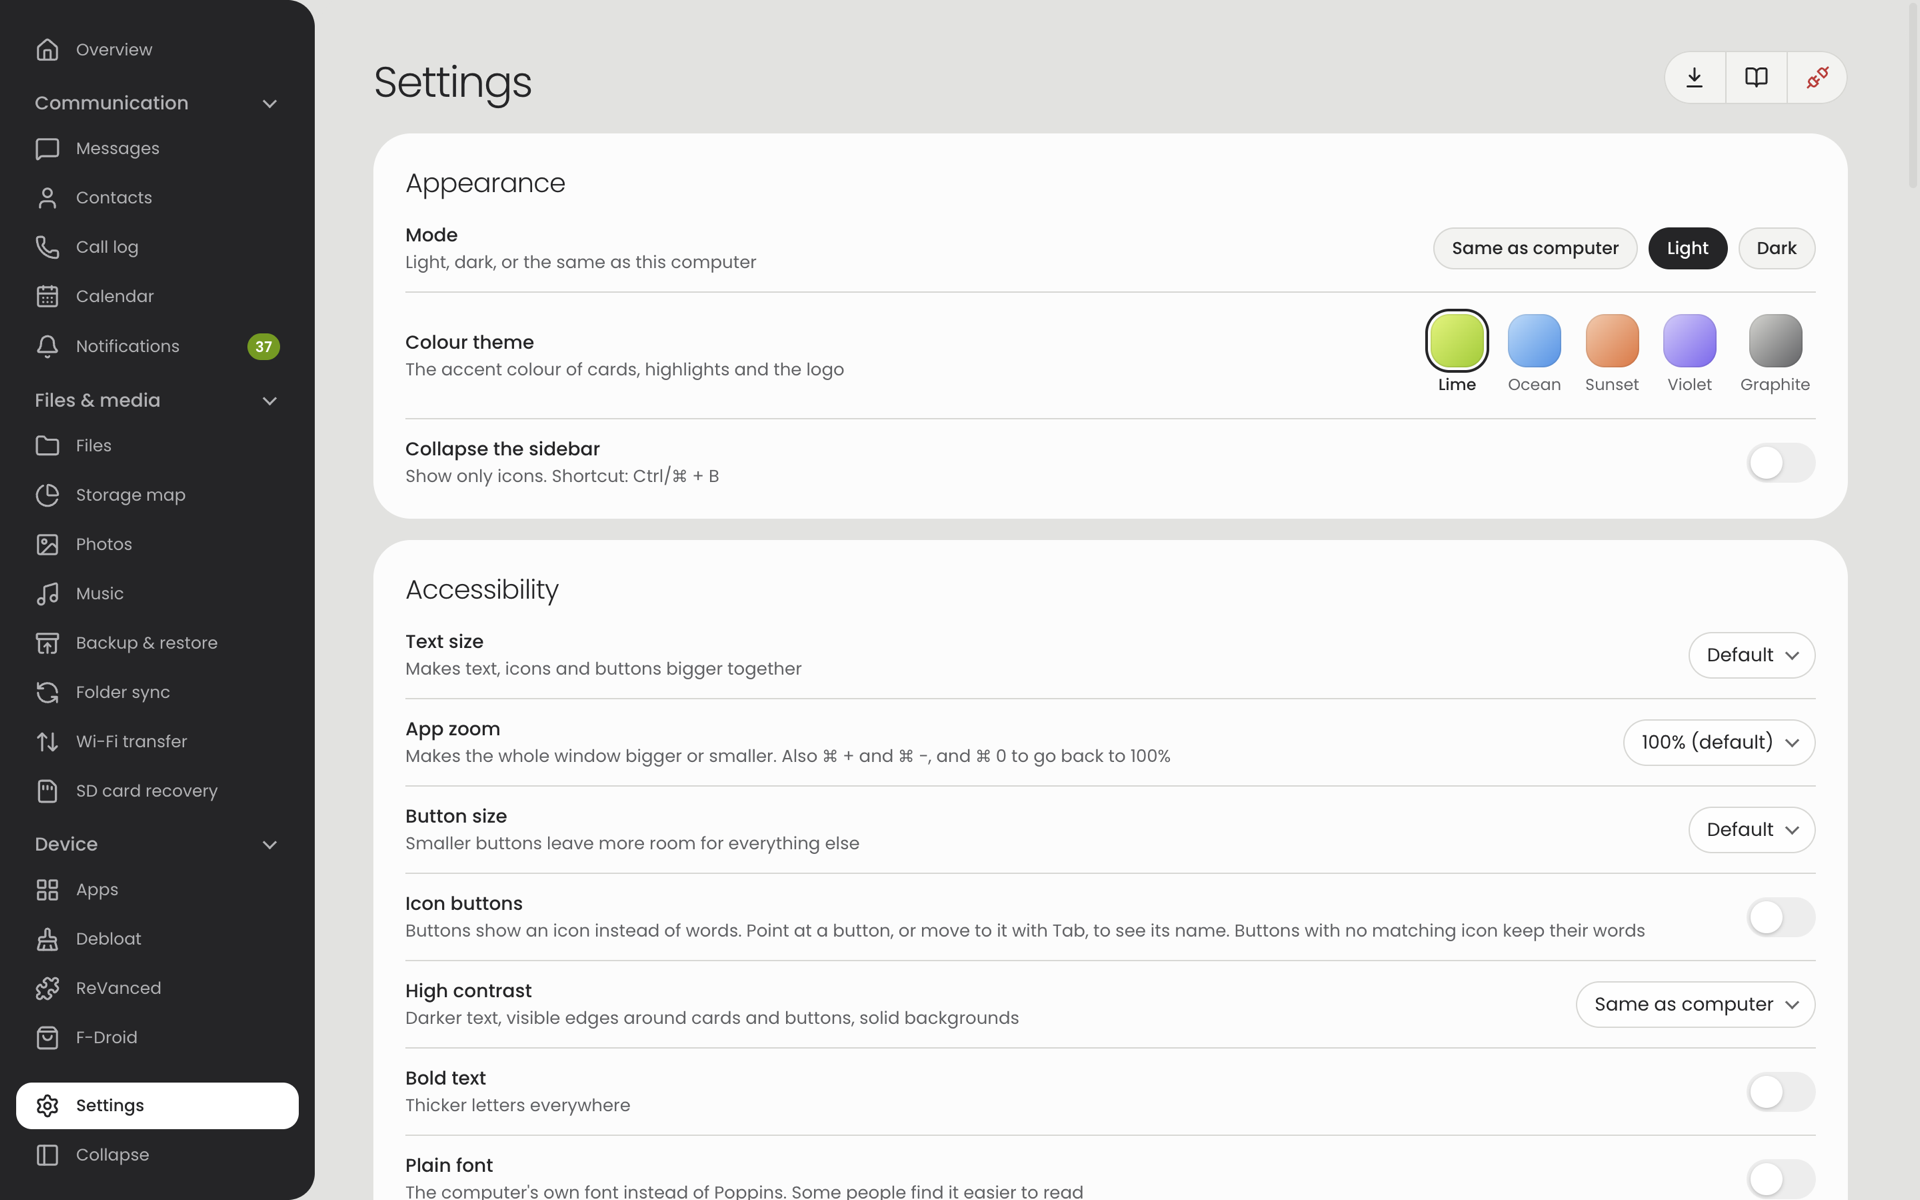 Overview
Communication
Messages
Contacts
Call log
Calendar
Notifications 37
Files & media
Files
Storage map
Photos
Music
Backup & restore
Folder sync
Wi-Fi transfer
SD card recovery
Device
Apps
Debloat
ReVanced
F-Droid
Settings
Collapse
Settings
Appearance
Mode
Light, dark, or the same as this computer
Same as computer Light Dark
Colour theme
The accent colour of cards, highlights and the logo
Lime Ocean Sunset Violet Graphite
Collapse the sidebar
Show only icons. Shortcut: Ctrl/⌘ + B
Accessibility
Text size
Makes text, icons and buttons bigger together
Default
App zoom
Makes the whole window bigger or smaller. Also ⌘ + and ⌘ -, and ⌘ 0 to go back to 100%
100% (default)
Button size
Smaller buttons leave more room for everything else
Default
Icon buttons
Buttons show an icon instead of words. Point at a button, or move to it with Tab, to see its name. Buttons with no matching icon keep their words
High contrast
Darker text, visible edges around cards and buttons, solid backgrounds
Same as computer
Bold text
Thicker letters everywhere
Plain font
The computer's own font instead of Poppins. Some people find it easier to read